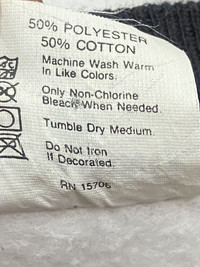 50% POLYESTER
50% COTTON
Machine Wash Warm
In Like Colors.
Only Non-Chlorine
Bleach When Needed.
Tumble Dry Medium.
Do Not Iron
If Decorated.
RN 15706